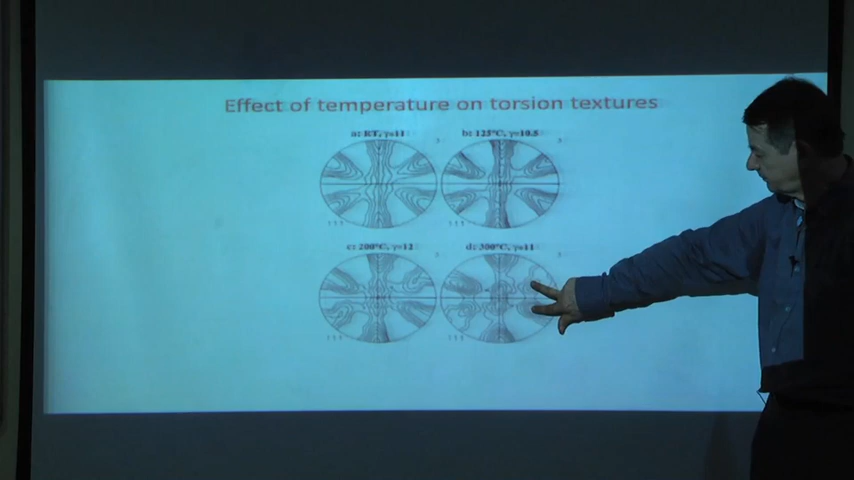 Effect of temperature on torsion textures
a: RT, γ=11
b: 125°C, γ=10.5
c: 200°C, γ=12
d: 300°C, γ=11